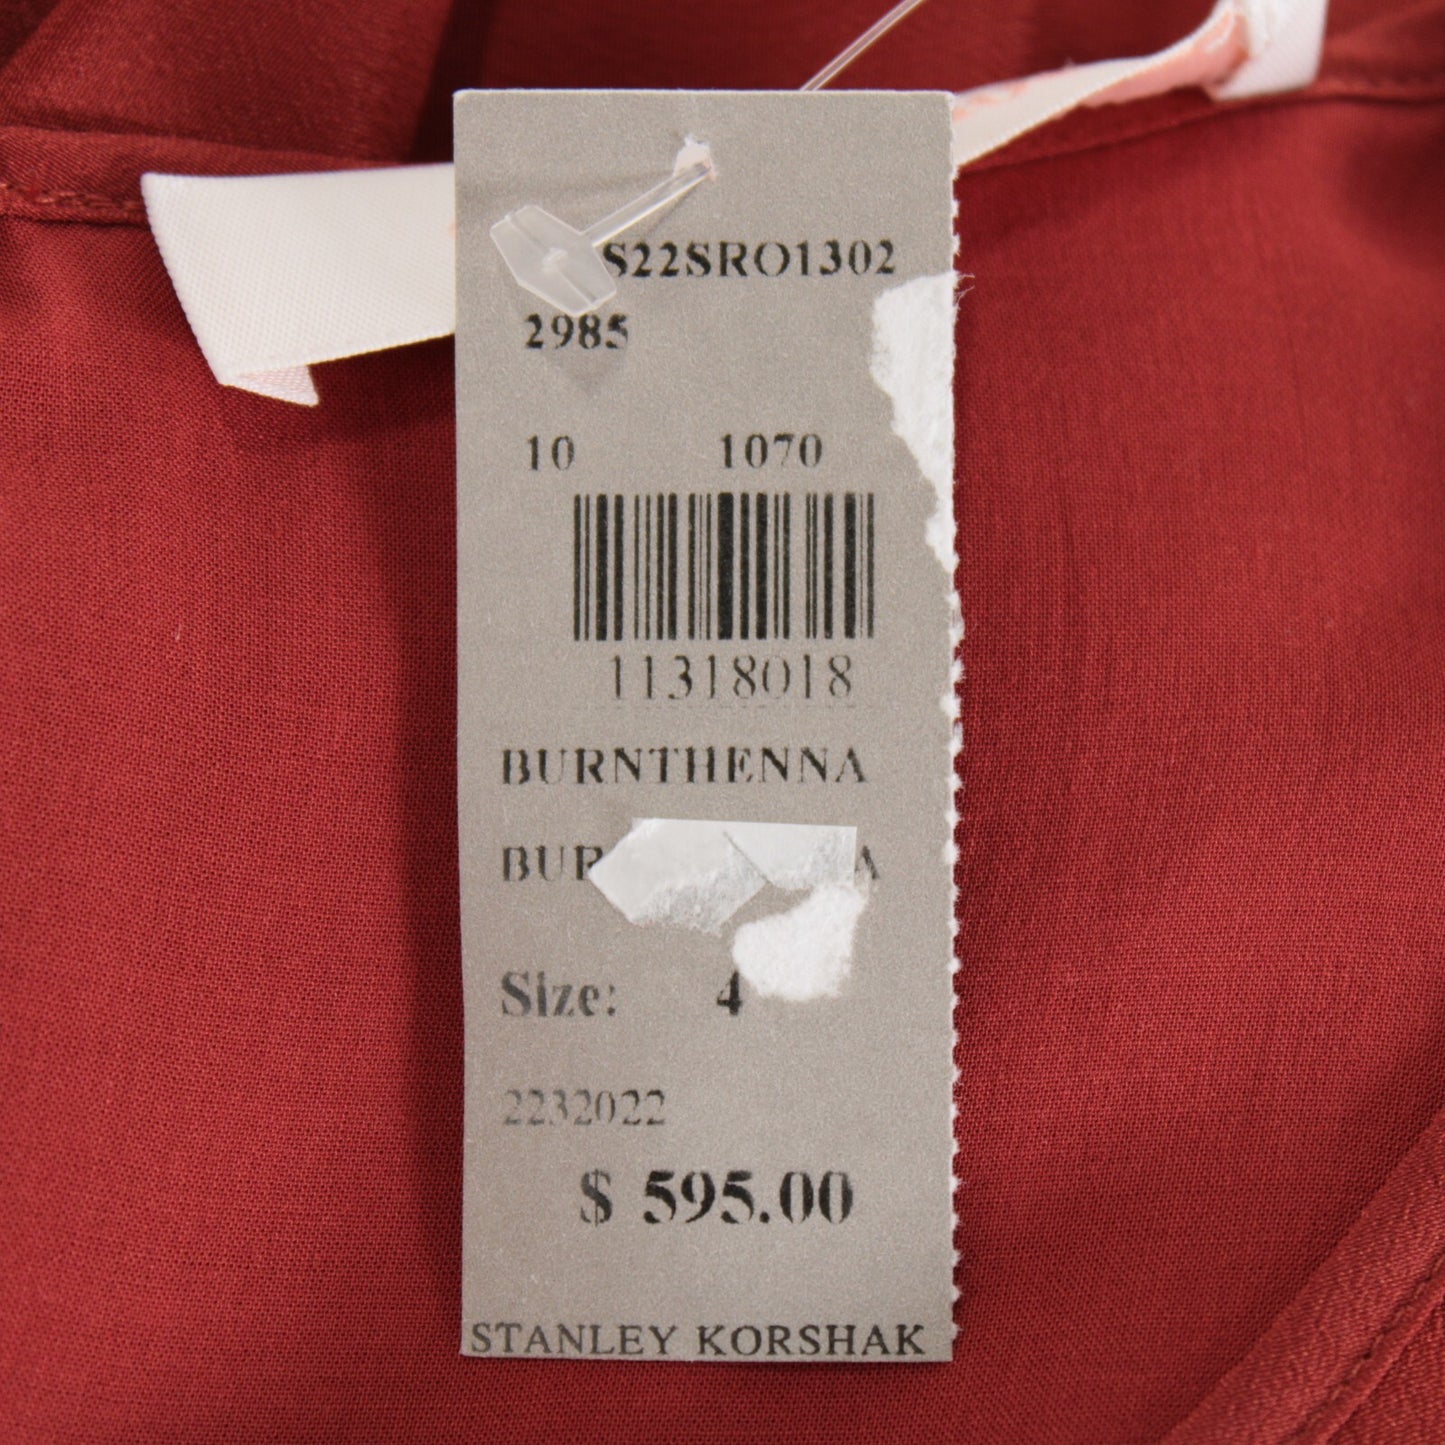 S22SRO1302
2985
10 1070
11318018
BURNTHENNA
Size: 4
2232022
$ 595.00
STANLEY KORSHAK